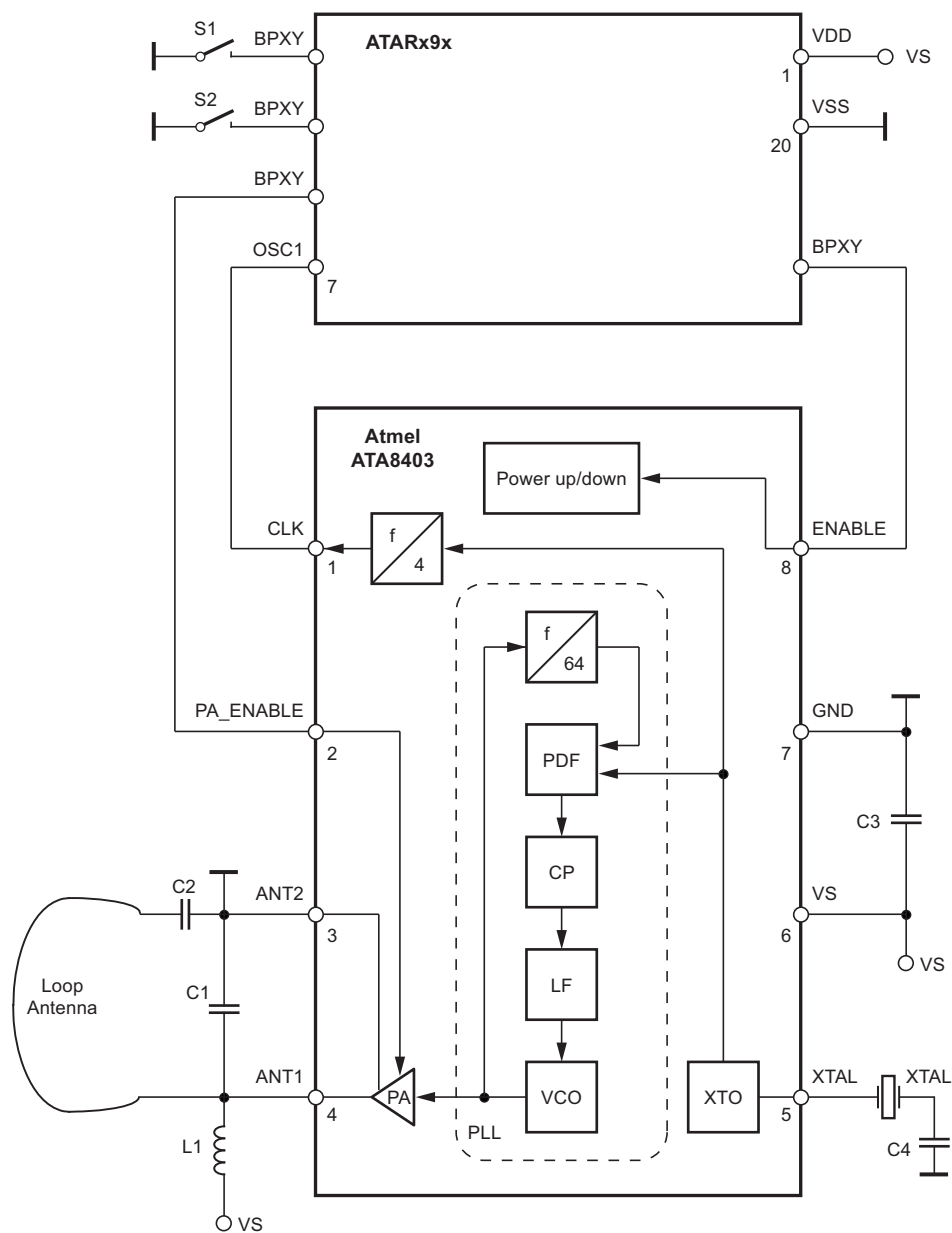 S1
BPXY
ATARx9x
VDD
1
VS
S2
BPXY
VSS
20
BPXY
OSC1
7
BPXY
Atmel
ATA8403
Power up/down
CLK
1
f
4
ENABLE
8
f
64
PA_ENABLE
2
GND
7
PDF
C3
CP
C2
ANT2
3
VS
6
VS
Loop
Antenna
C1
LF
ANT1
4
PA
VCO
XTO
XTAL
5
XTAL
PLL
L1
C4
VS